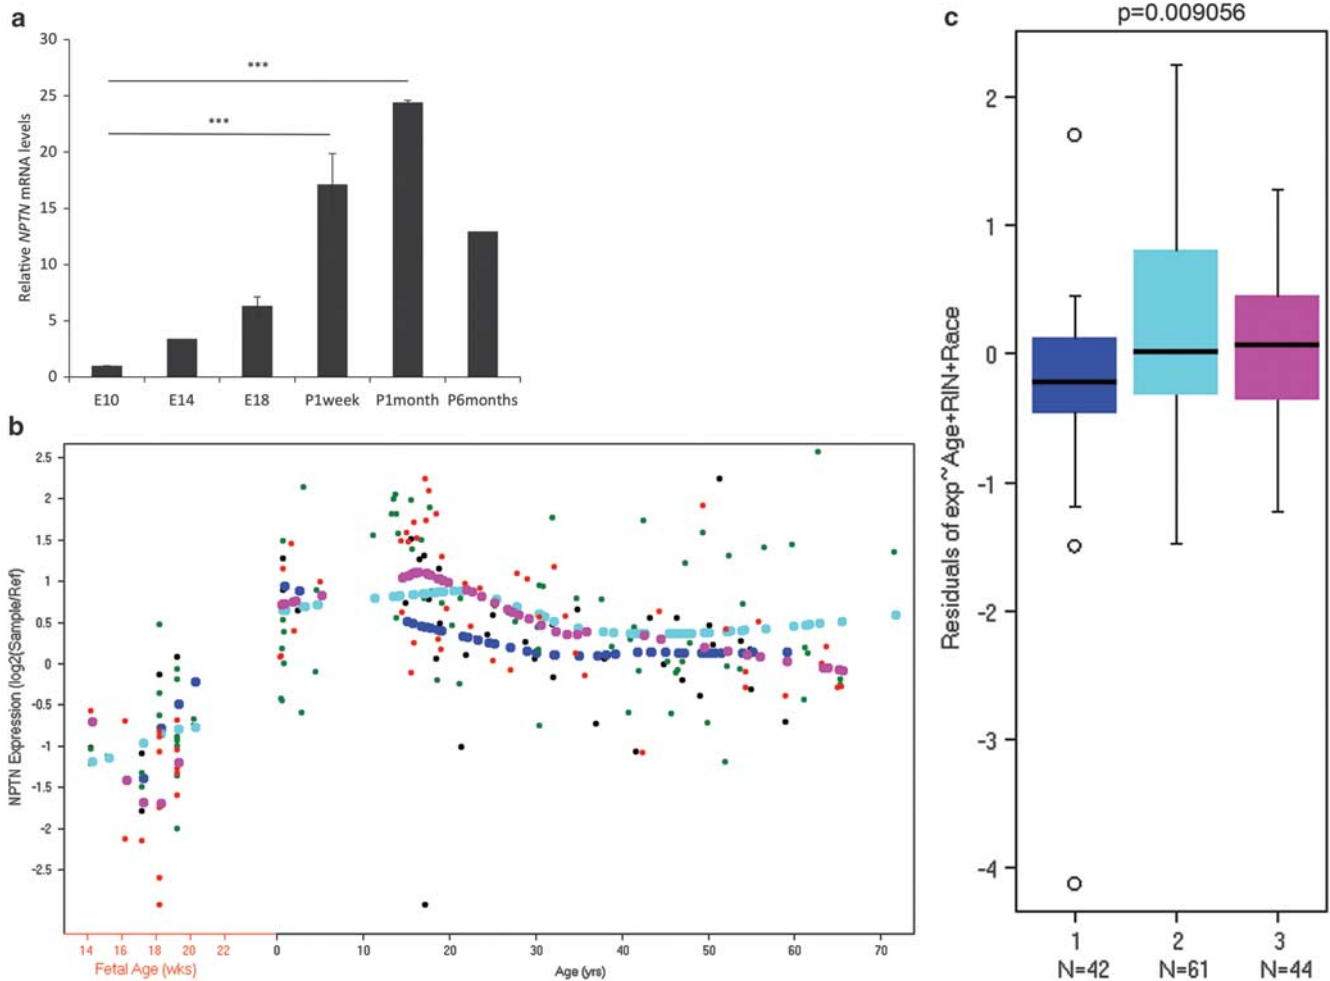 a
30
25
20
15
10
5
0
Relative NPTN mRNA levels
***
***
E10 E14 E18 P1week P1month P6months
b
2.5
2
1.5
1
0.5
0
-0.5
-1
-1.5
-2
-2.5
NPTN Expression (log2(Sample/Ref)
14 16 18 20 22 0 10 20 30 40 50 60 70
Fetal Age (wks) Age (yrs)
c
p=0.009056
2
1
0
-1
-2
-3
-4
Residuals of exp~Age+RIN+Race
1 2 3
N=42 N=61 N=44